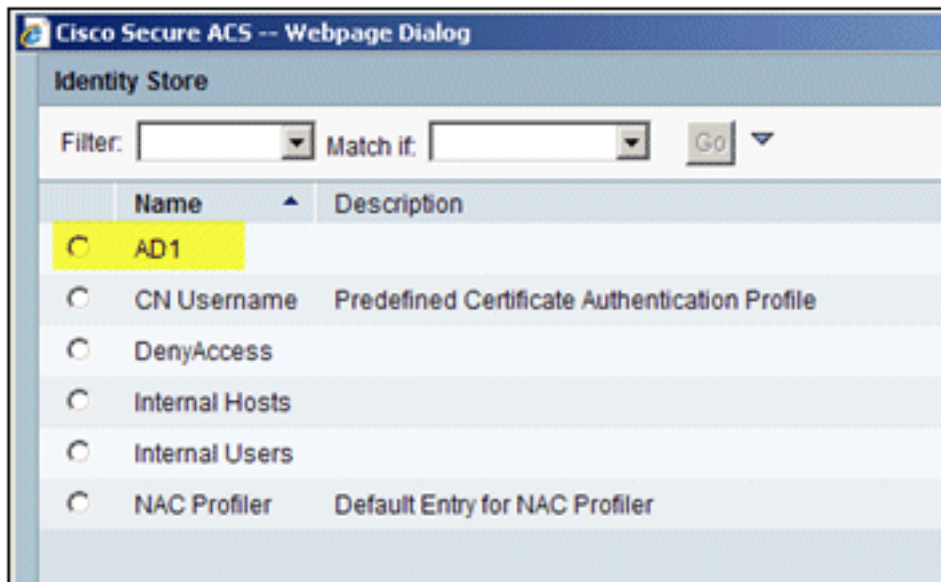 Cisco Secure ACS -- Webpage Dialog
Identity Store
Filter: Match if: Go
Name Description
AD1
CN Username Predefined Certificate Authentication Profile
DenyAccess
Internal Hosts
Internal Users
NAC Profiler Default Entry for NAC Profiler